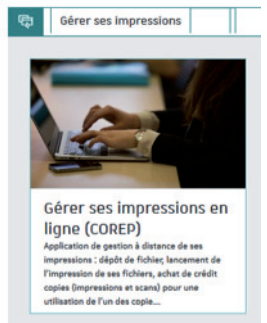 Gérer ses impressions
Gérer ses impressions en
ligne (COREP)
Application de gestion à distance de ses
impressions : dépôt de fichier, lancement de
l'impression de ses fichiers, achat de crédit
copies (impressions et scans) pour une
utilisation de l'un des copie...